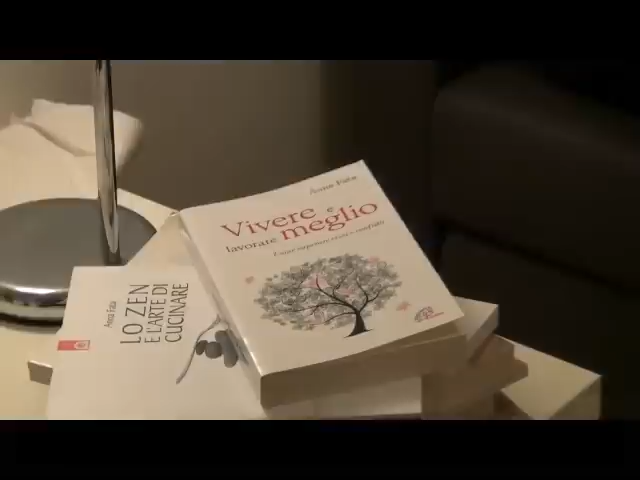 Anna Fata
Vivere e
lavorare meglio
Anna Fata
LO ZEN
E L'ARTE DI
CUCINARE